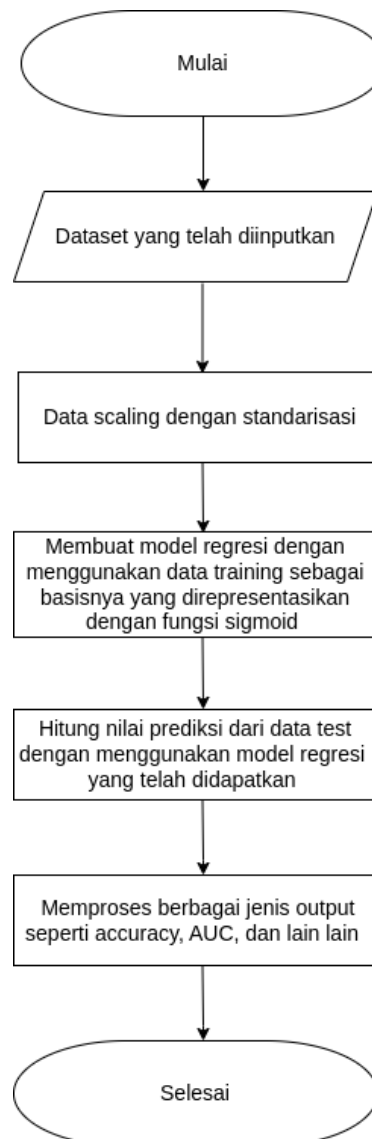 Mulai
Dataset yang telah diinputkan
Data scaling dengan standarisasi
Membuat model regresi dengan
menggunakan data training sebagai
basisnya yang direpresentasikan
dengan fungsi sigmoid
Hitung nilai prediksi dari data test
dengan menggunakan model regresi
yang telah didapatkan
Memproses berbagai jenis output
seperti accuracy, AUC, dan lain lain
Selesai